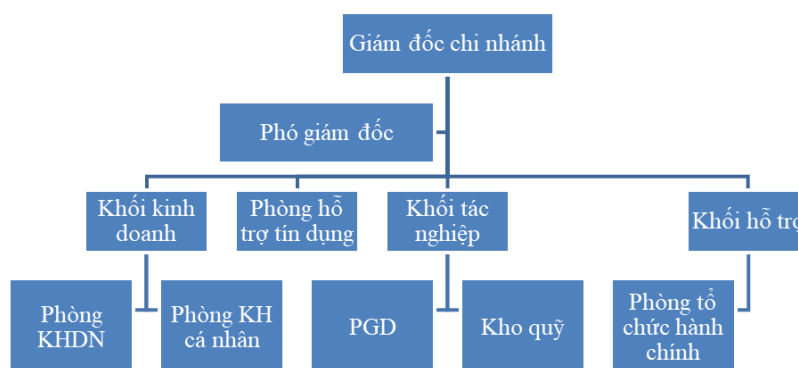 Giám đốc chi nhánh
Phó giám đốc
Khối kinh
doanh
Phòng hỗ
trợ tín dụng
Khối tác
nghiệp
Khối hỗ trợ
Phòng
KHDN
Phòng KH
cá nhân
PGD
Kho quỹ
Phòng tổ
chức hành
chính